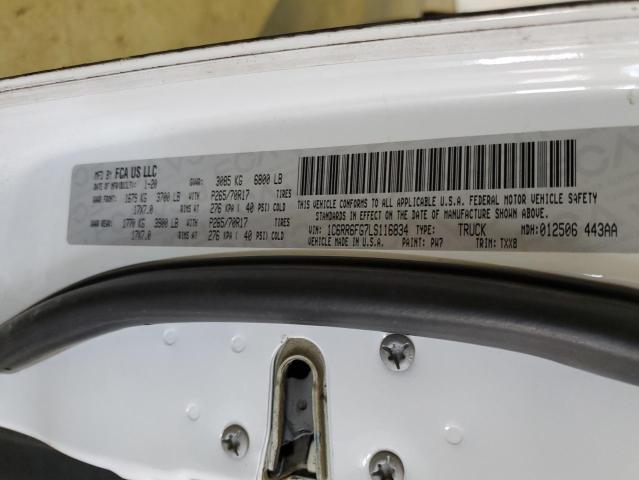 MFD BY FCA US LLC
DATE OF MFR/BUILT: 1-20 GVWR: 3085 KG 6800 LB
GAWR FRONT: 1679 KG 3700 LB WITH P265/70R17 TIRES
17X7.0 RIMS AT 276 KPA ( 40 PSI) COLD
GAWR REAR: 1770 KG 3900 LB WITH P265/70R17 TIRES
17X7.0 RIMS AT 276 KPA ( 40 PSI) COLD
THIS VEHICLE CONFORMS TO ALL APPLICABLE U.S.A. FEDERAL MOTOR VEHICLE SAFETY
STANDARDS IN EFFECT ON THE DATE OF MANUFACTURE SHOWN ABOVE.
VIN: 1C6RR6FG7LS116834 TYPE: TRUCK MDH: 012506 443AA
VEHICLE MADE IN U.S.A. PAINT: PW7 TRIM: TXX8